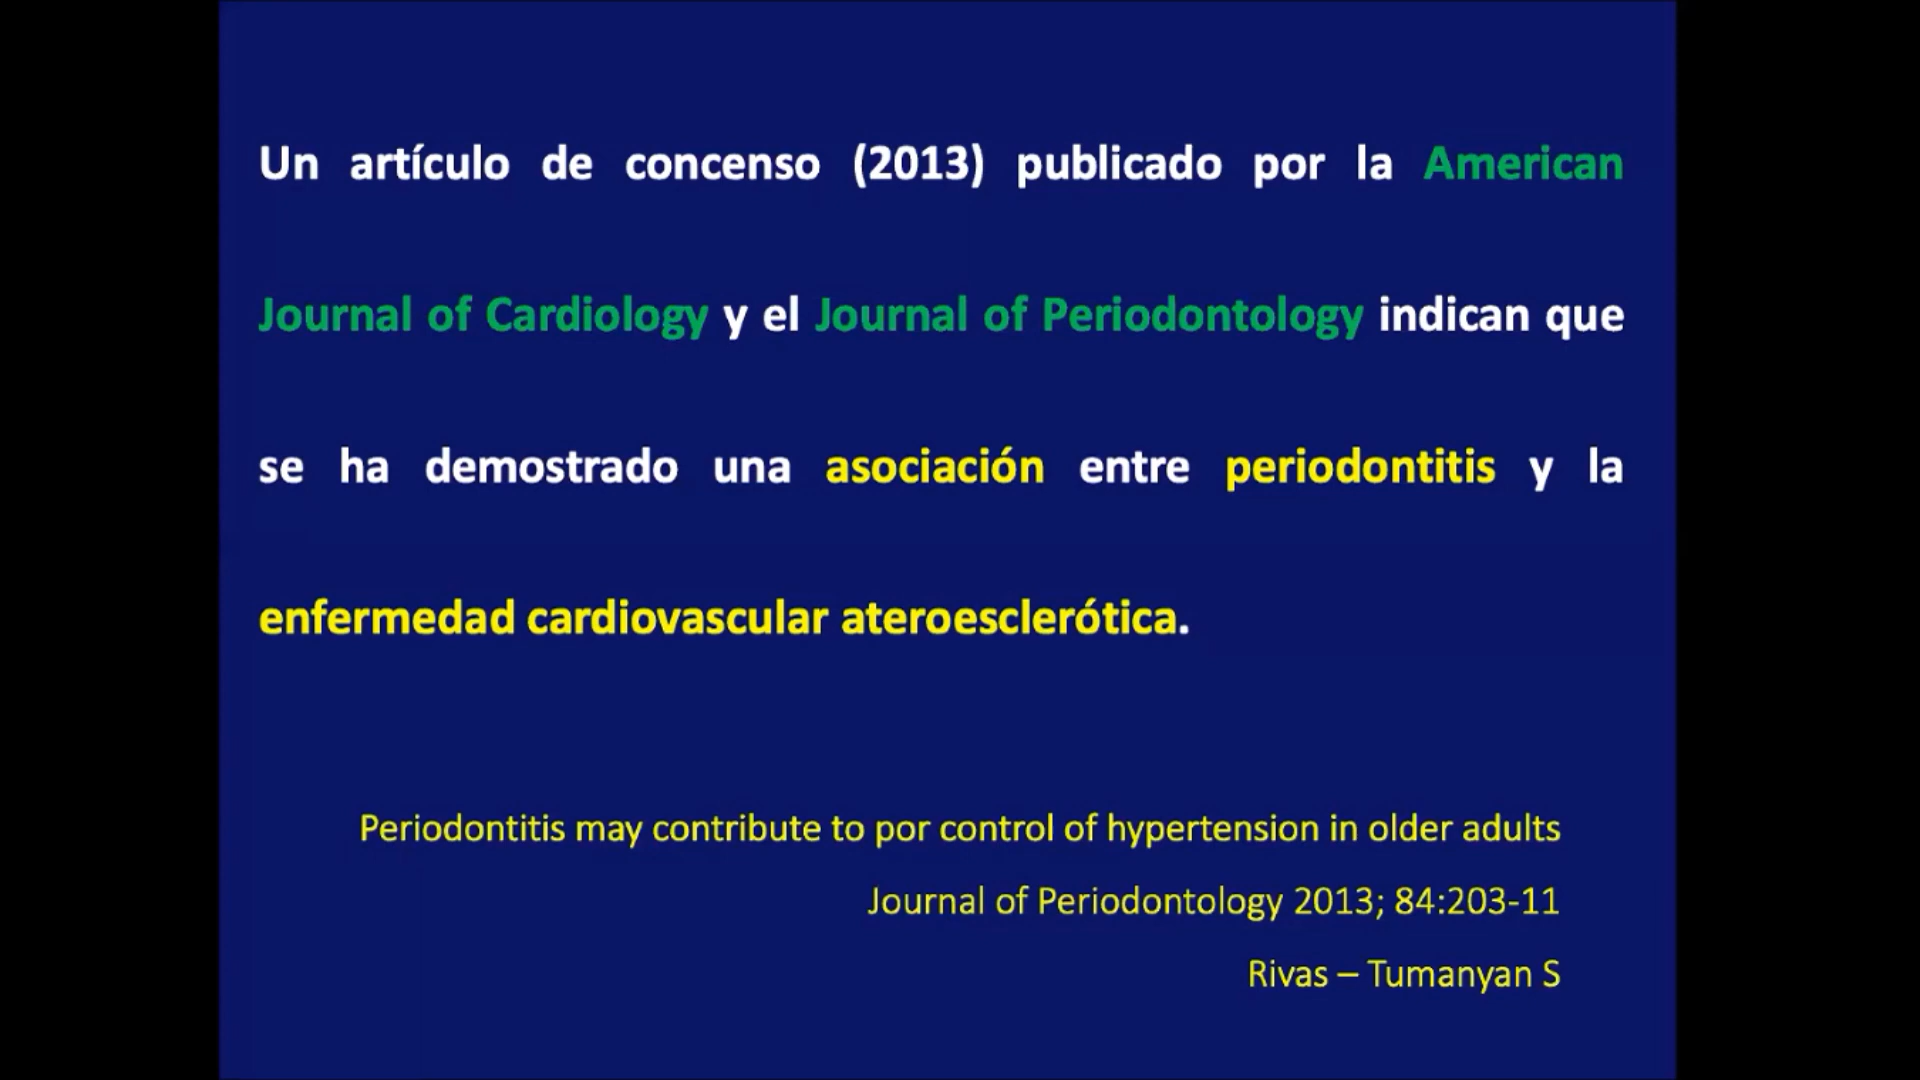 Un artículo de concenso (2013) publicado por la American
Journal of Cardiology y el Journal of Periodontology indican que
se ha demostrado una asociación entre periodontitis y la
enfermedad cardiovascular ateroesclerótica.
Periodontitis may contribute to por control of hypertension in older adults
Journal of Periodontology 2013; 84:203-11
Rivas – Tumanyan S